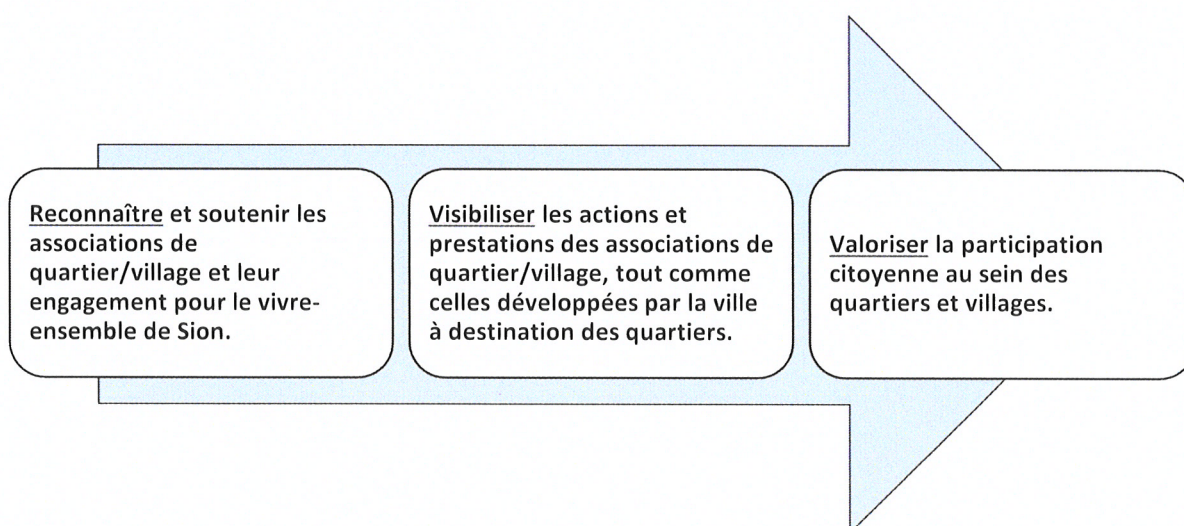 Reconnaître et soutenir les
associations de
quartier/village et leur
engagement pour le vivre-
ensemble de Sion.
Visibiliser les actions et
prestations des associations de
quartier/village, tout comme
celles développées par la ville
à destination des quartiers.
Valoriser la participation
citoyenne au sein des
quartiers et villages.